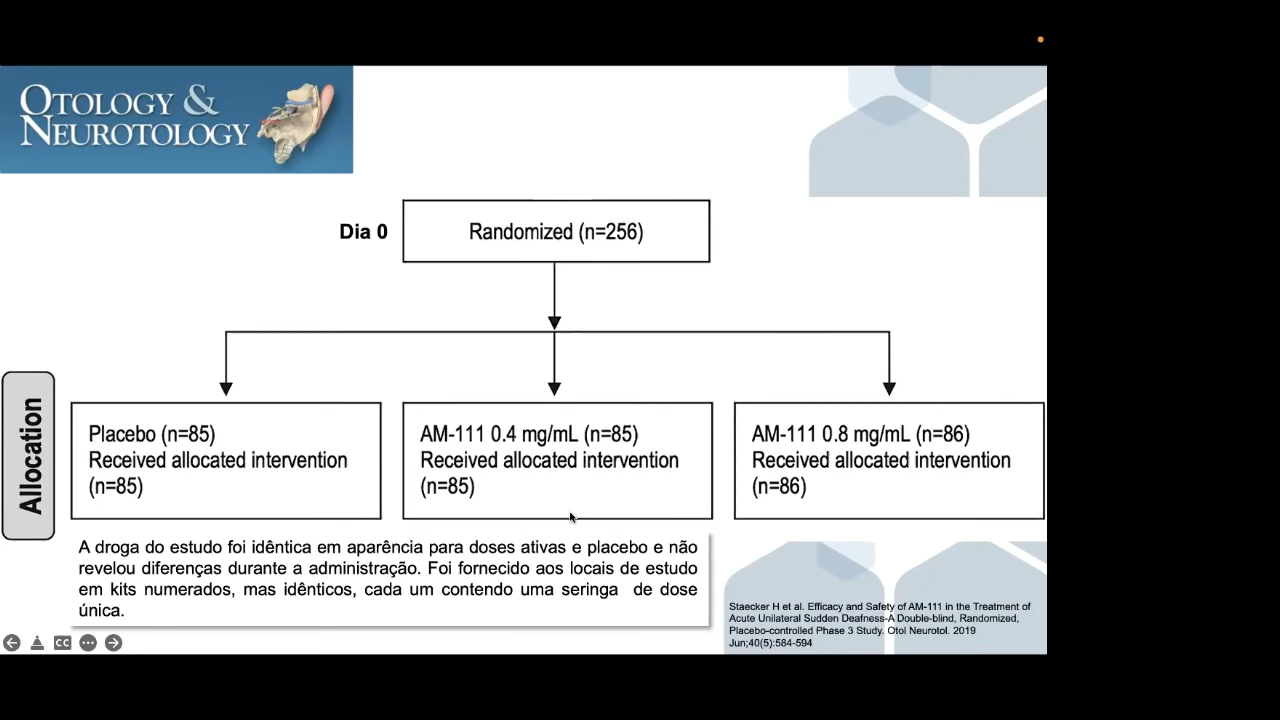 OTOLOGY &
NEUROTOLOGY
Dia 0
Randomized (n=256)
Allocation
Placebo (n=85)
Received allocated intervention
(n=85)
AM-111 0.4 mg/mL (n=85)
Received allocated intervention
(n=85)
AM-111 0.8 mg/mL (n=86)
Received allocated intervention
(n=86)
A droga do estudo foi idêntica em aparência para doses ativas e placebo e não
revelou diferenças durante a administração. Foi fornecido aos locais de estudo
em kits numerados, mas idênticos, cada um contendo uma seringa de dose
única.
Staecker H et al. Efficacy and Safety of AM-111 in the Treatment of
Acute Unilateral Sudden Deafness-A Double-blind, Randomized,
Placebo-controlled Phase 3 Study. Otol Neurotol. 2019
Jun;40(5):584-594
CC